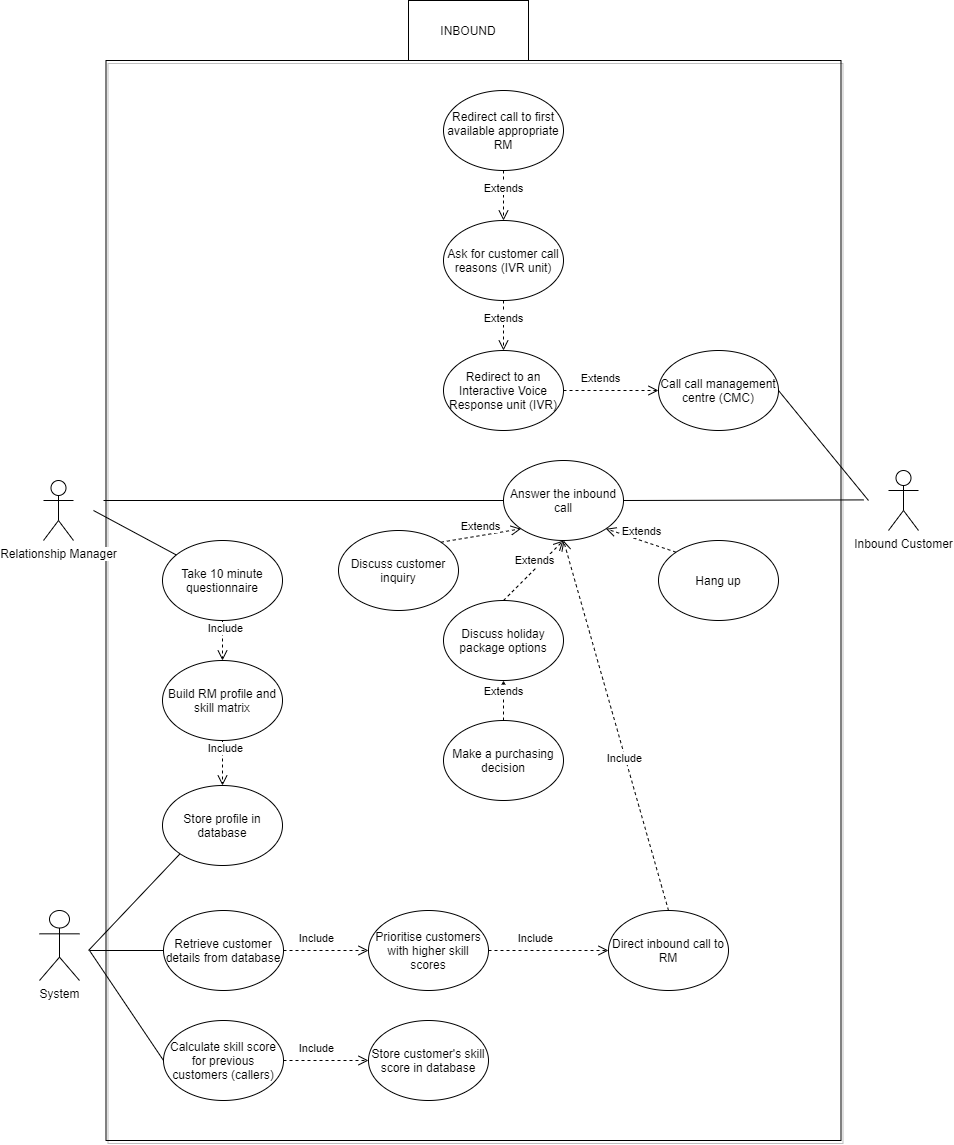 INBOUND
Redirect call to first
available appropriate
RM
Extends
Ask for customer call
reasons (IVR unit)
Extends
Redirect to an
Interactive Voice
Response unit (IVR)
Extends
Call call management
centre (CMC)
Relationship Manager
Answer the inbound
call
Inbound Customer
Extends
Extends
Extends
Discuss customer
inquiry
Take 10 minute
questionnaire
Hang up
Include
Discuss holiday
package options
Build RM profile and
skill matrix
Extends
Include
Make a purchasing
decision
Include
Store profile in
database
System
Retrieve customer
details from database
Include
Prioritise customers
with higher skill
scores
Include
Direct inbound call to
RM
Calculate skill score
for previous
customers (callers)
Include
Store customer's skill
score in database